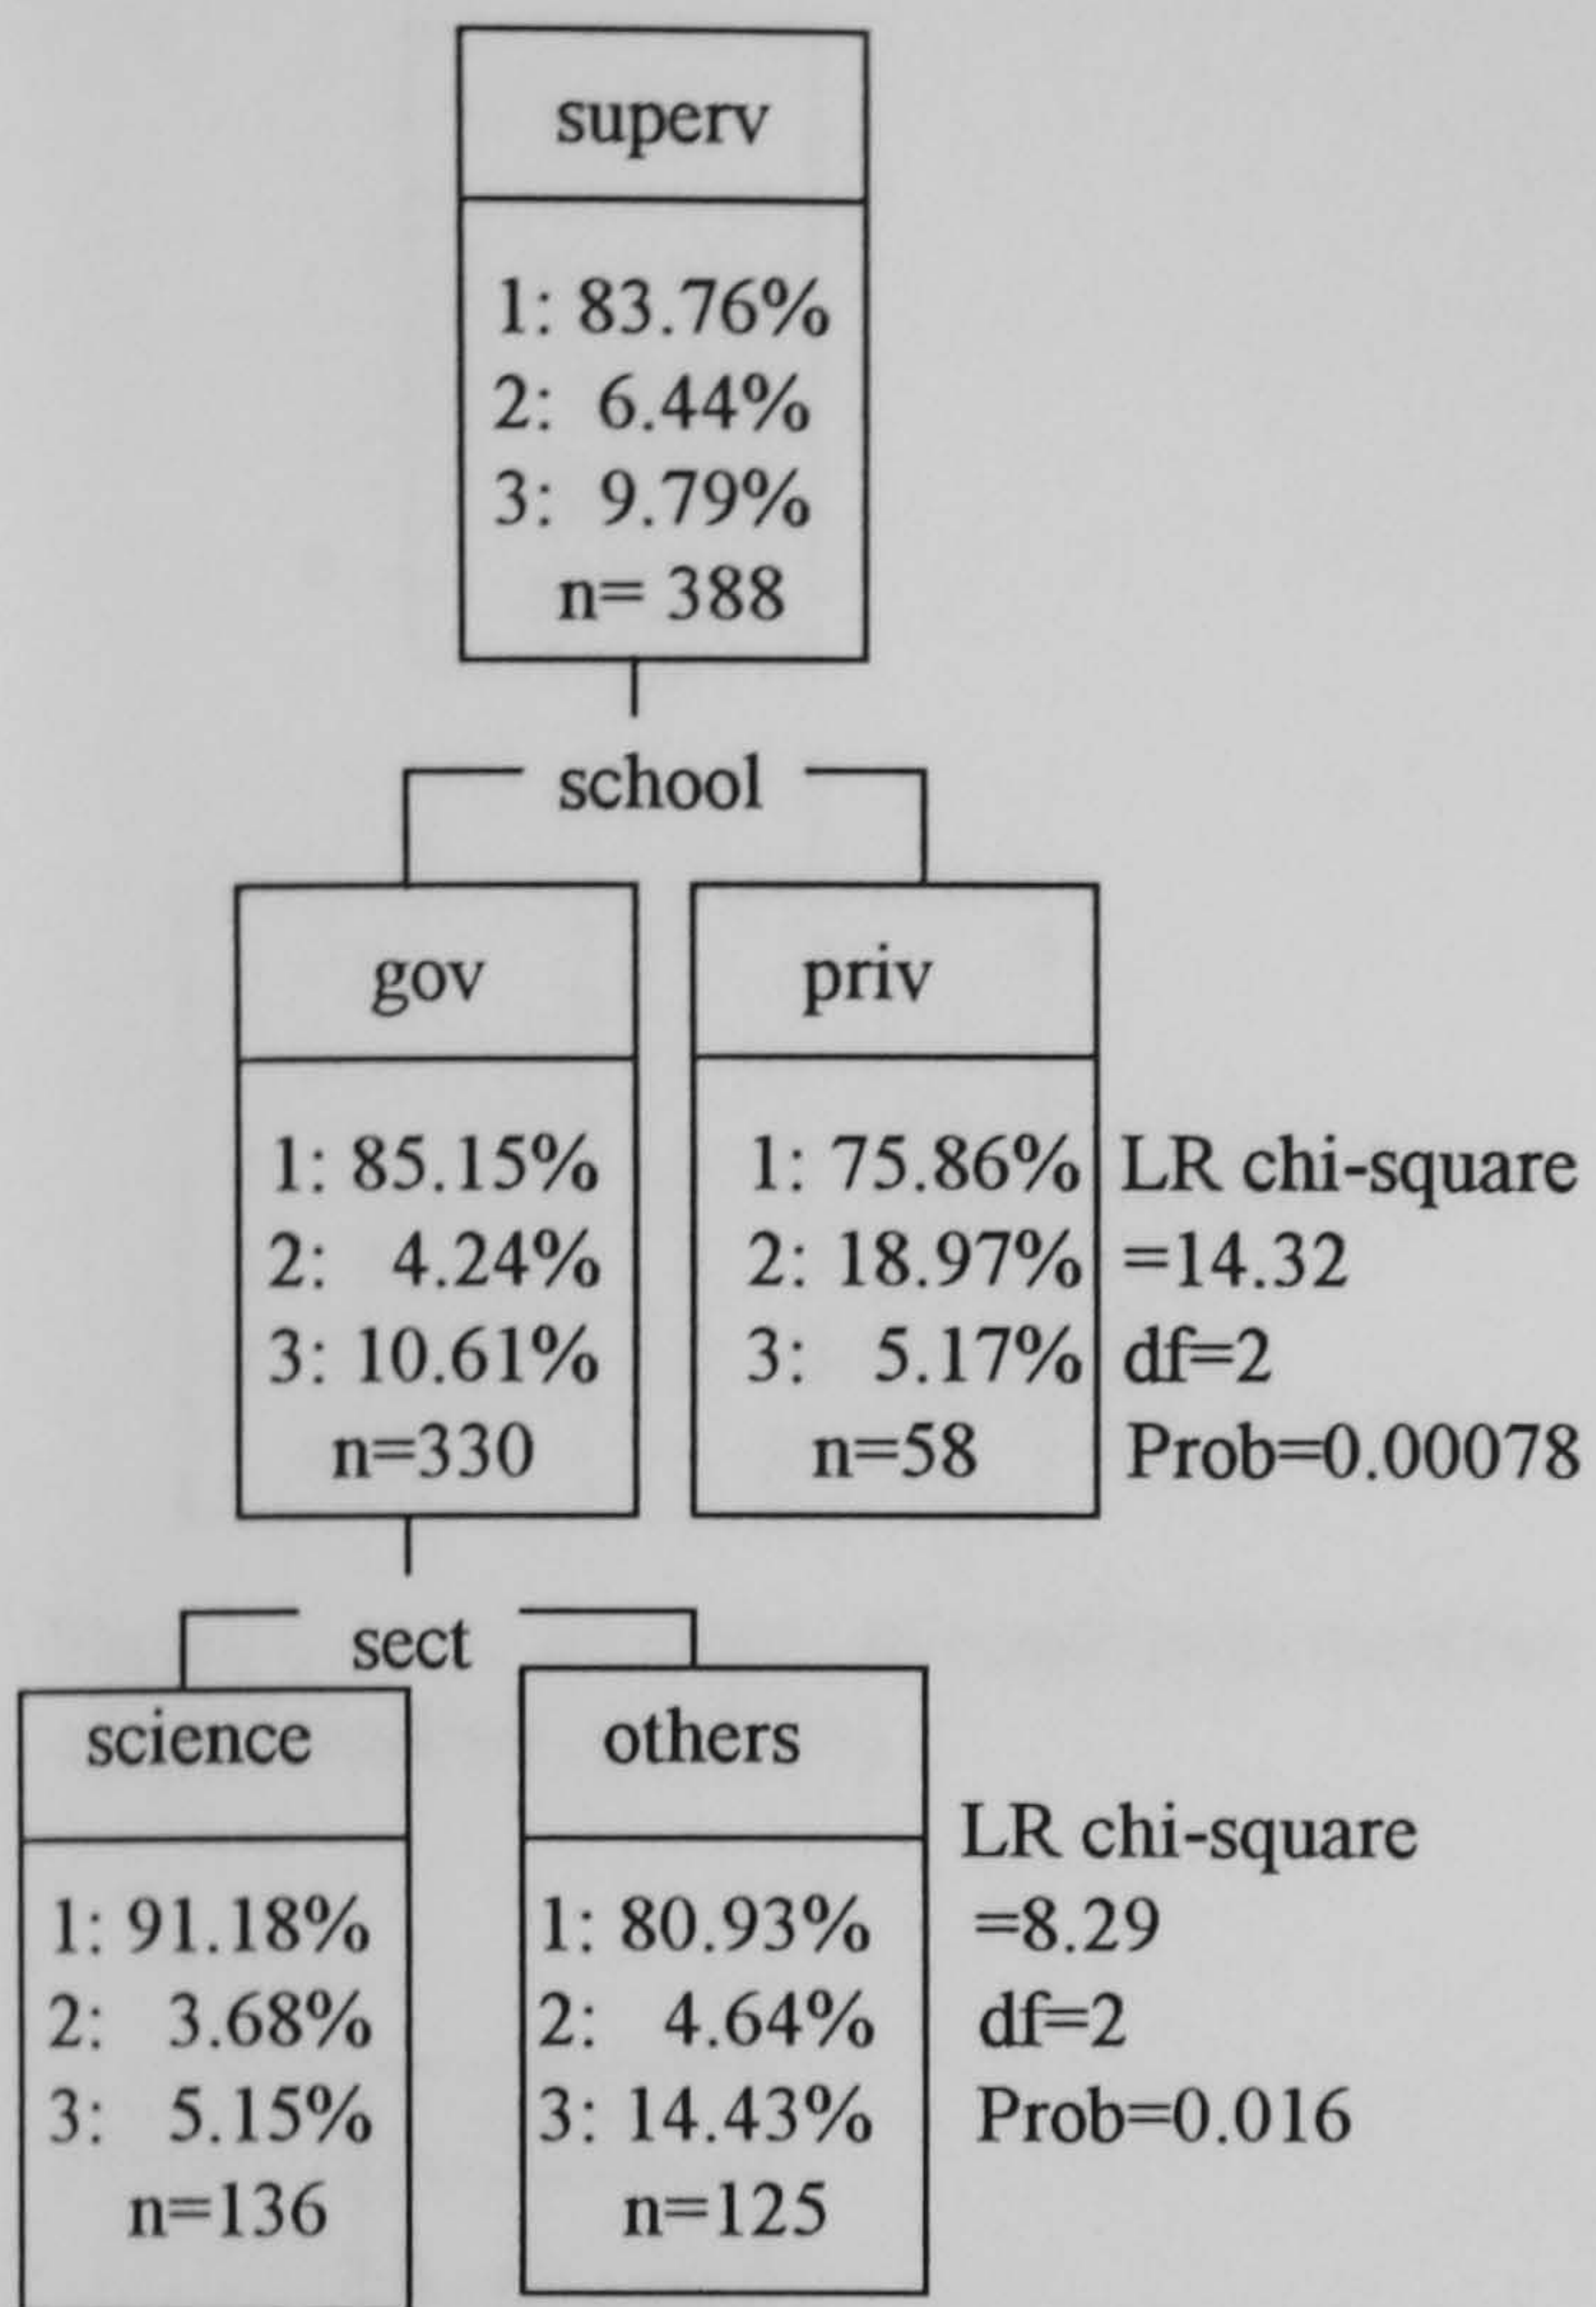 superv
1: 83.76%
2: 6.44%
3: 9.79%
n= 388
school
gov
1: 85.15%
2: 4.24%
3: 10.61%
n=330
priv
1: 75.86%
2: 18.97%
3: 5.17%
n=58
LR chi-square
=14.32
df=2
Prob=0.00078
sect
science
1: 91.18%
2: 3.68%
3: 5.15%
n=136
others
1: 80.93%
2: 4.64%
3: 14.43%
n=125
LR chi-square
=8.29
df=2
Prob=0.016